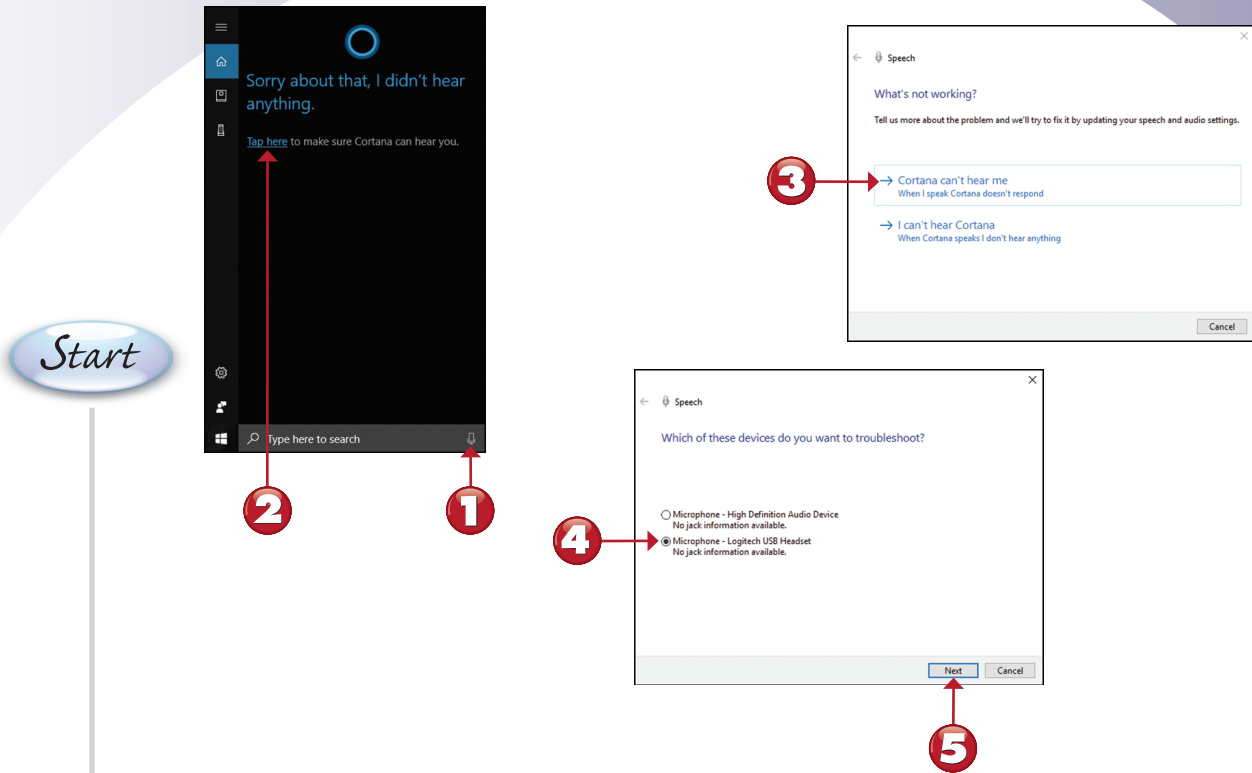 Sorry about that, I didn't hear
anything.
Tap here to make sure Cortana can hear you.
Type here to search
2
1
Start
Speech
What's not working?
Tell us more about the problem and we'll try to fix it by updating your speech and audio settings.
3
Cortana can't hear me
When I speak Cortana doesn't respond
I can't hear Cortana
When Cortana speaks I don't hear anything
Cancel
Speech
Which of these devices do you want to troubleshoot?
Microphone - High Definition Audio Device
No jack information available.
4
Microphone - Logitech USB Headset
No jack information available.
Next
Cancel
5